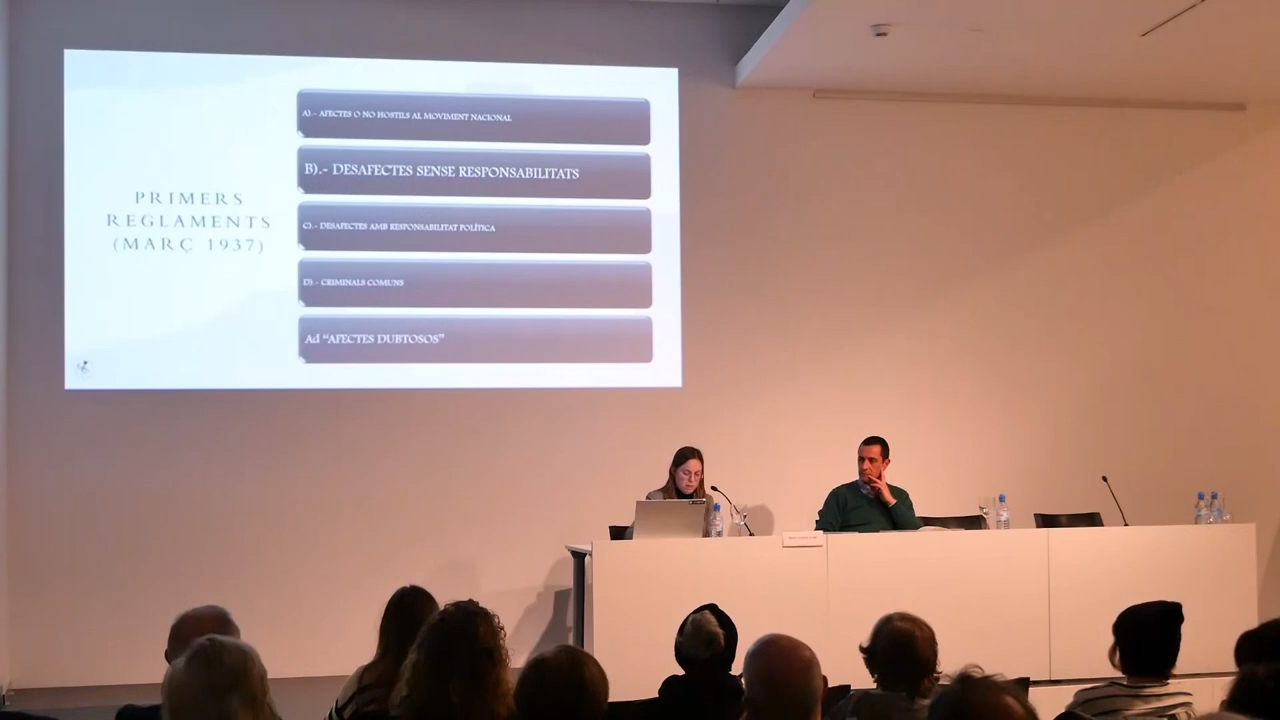 PRIMERS
REGLAMENTS
(MARÇ 1937)
A).- AFECTES O NO HOSTILS AL MOVIMENT NACIONAL
B).- DESAFECTES SENSE RESPONSABILITATS
C).- DESAFECTES AMB RESPONSABILITAT POLÍTICA
D).- CRIMINALS COMUNS
Ad “AFECTES DUBTOSOS”